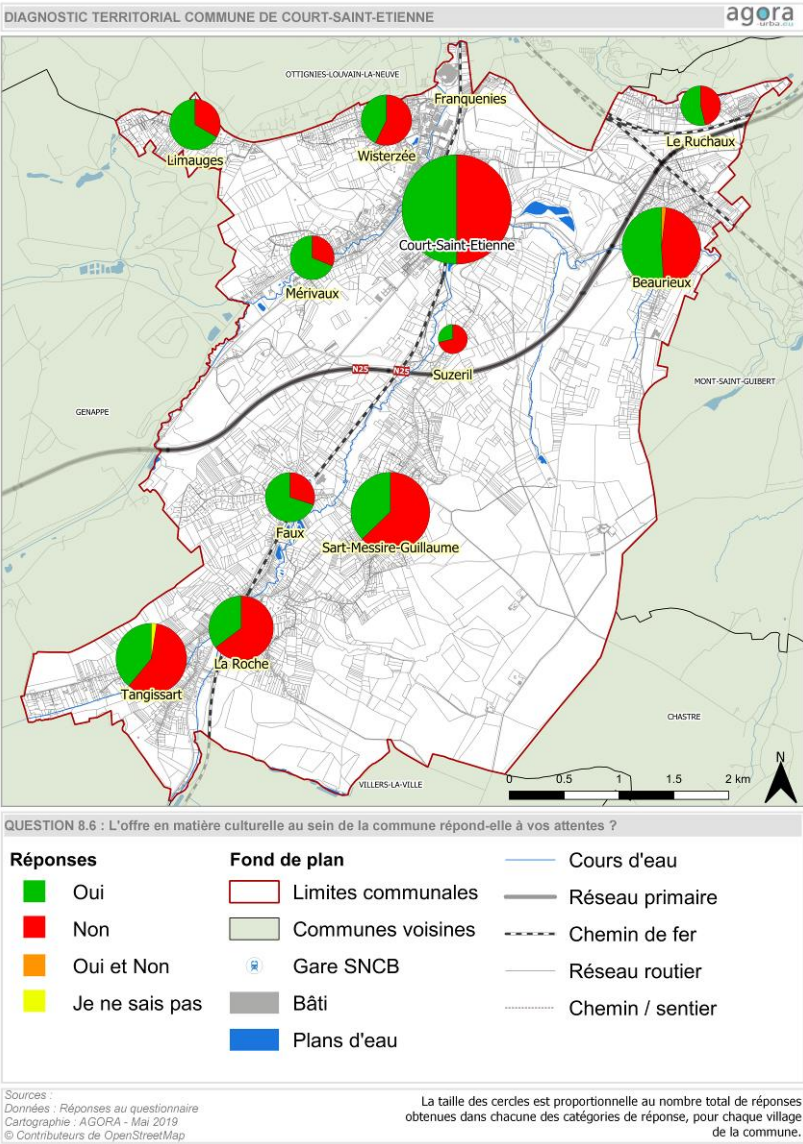 DIAGNOSTIC TERRITORIAL COMMUNE DE COURT-SAINT-ETIENNE
agora
-urba.eu
OTTIGNIES-LOUVAIN-LA-NEUVE
Franquenies
Limauges
Wisterzée
Le Ruchaux
Court-Saint-Etienne
Beaurieux
Mérivaux
N25
N25
Suzeril
MONT-SAINT-GUIBERT
GENAPPE
Faux
Sart-Messire-Guillaume
La Roche
Tangissart
CHASTRE
VILLERS-LA-VILLE
0 0.5 1 1.5 2 km
N
QUESTION 8.6 : L'offre en matière culturelle au sein de la commune répond-elle à vos attentes ?
Réponses
Oui
Non
Oui et Non
Je ne sais pas
Fond de plan
Limites communales
Communes voisines
Gare SNCB
Bâti
Plans d'eau
Cours d'eau
Réseau primaire
Chemin de fer
Réseau routier
Chemin / sentier
Sources :
Données : Réponses au questionnaire
Cartographie : AGORA - Mai 2019
© Contributeurs de OpenStreetMap
La taille des cercles est proportionnelle au nombre total de réponses
obtenues dans chacune des catégories de réponse, pour chaque village
de la commune.